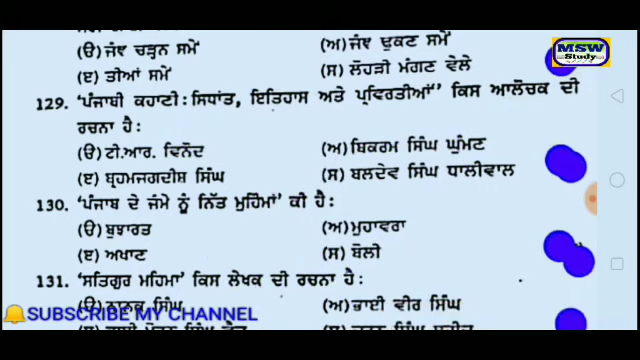 (ੳ) ਜੰਞ ਚੜ੍ਹਨ ਸਮੇਂ (ਅ) ਜੰਞ ਢੁਕਣ ਸਮੇਂ
(ੲ) ਤੀਆਂ ਸਮੇਂ (ਸ) ਲੋਹੜੀ ਮੰਗਣ ਵੇਲੇ
129. 'ਪੰਜਾਬੀ ਕਹਾਣੀ : ਸਿਧਾਂਤ, ਇਤਿਹਾਸ ਅਤੇ ਪ੍ਰਵਿਰਤੀਆਂ' ਕਿਸ ਆਲੋਚਕ ਦੀ
ਰਚਨਾ ਹੈ :
(ੳ) ਟੀ.ਆਰ. ਵਿਨੋਦ (ਅ) ਬਿਕਰਮ ਸਿੰਘ ਘੁੰਮਣ
(ੲ) ਬ੍ਰਹਮਜਗਦੀਸ਼ ਸਿੰਘ (ਸ) ਬਲਦੇਵ ਸਿੰਘ ਧਾਲੀਵਾਲ
130. 'ਪੰਜਾਬ ਦੇ ਜੰਮੇ ਨੂੰ ਨਿੱਤ ਮੁਹਿੰਮਾਂ' ਕੀ ਹੈ :
(ੳ) ਬੁਝਾਰਤ (ਅ) ਮੁਹਾਵਰਾ
(ੲ) ਅਖਾਣ (ਸ) ਬੋਲੀ
131. 'ਸਤਿਗੁਰ ਮਹਿਮਾ' ਕਿਸ ਲੇਖਕ ਦੀ ਰਚਨਾ ਹੈ :
(ੳ) ਨਾਨਕ ਸਿੰਘ (ਅ) ਭਾਈ ਵੀਰ ਸਿੰਘ
MSW
Study
SUBSCRIBE MY CHANNEL